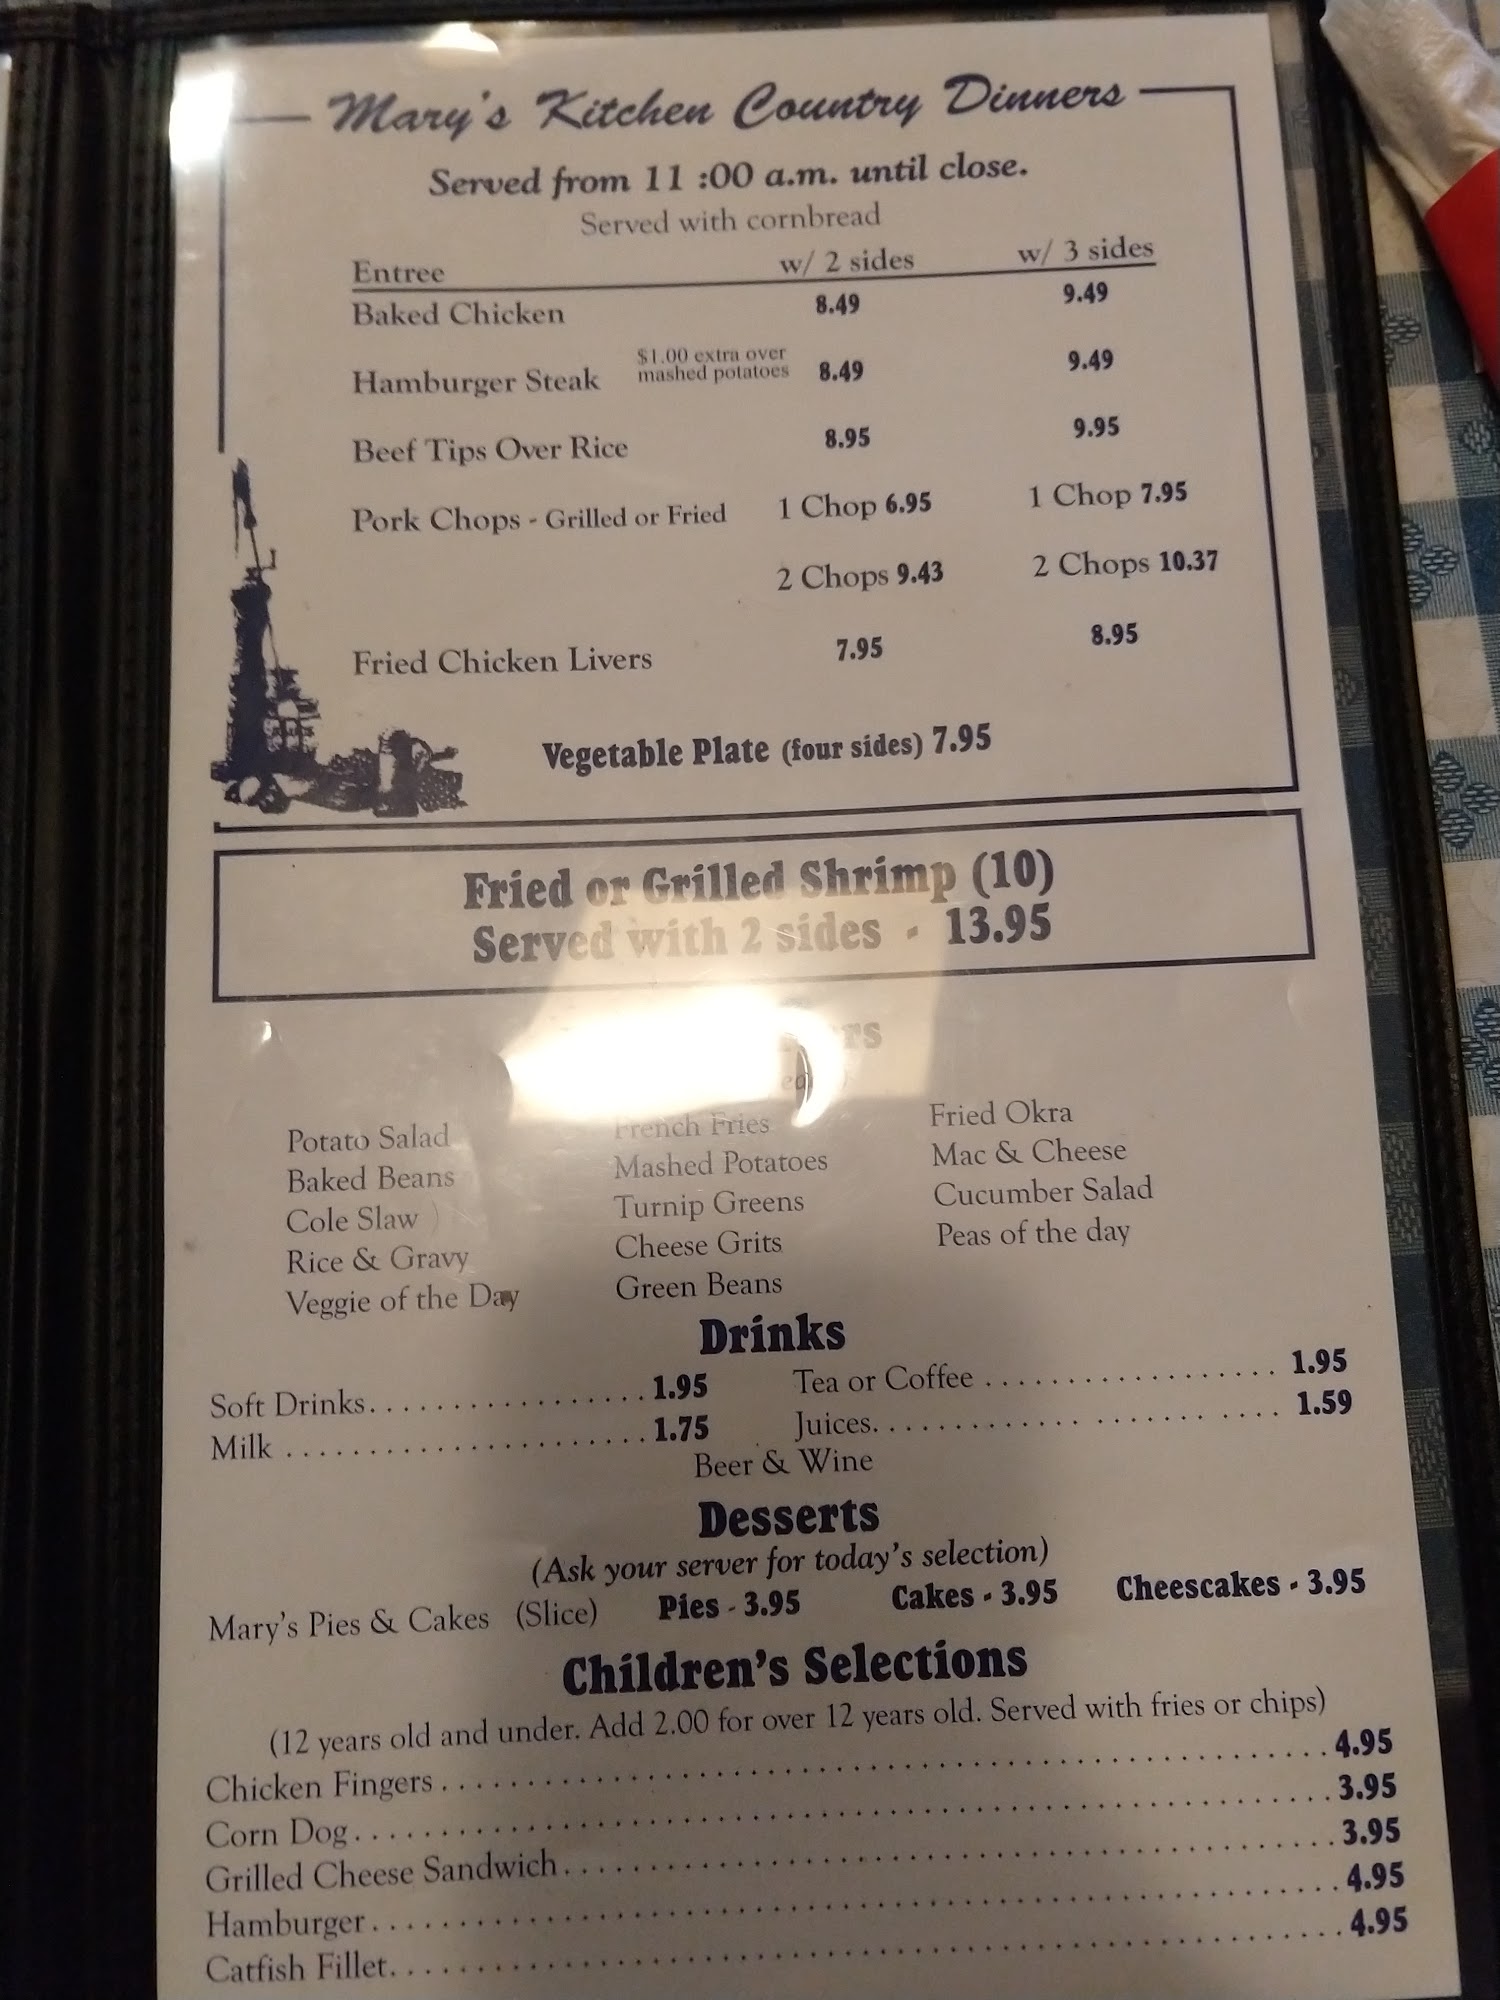 Mary's Kitchen Country Dinners
Served from 11 :00 a.m. until close.
Served with cornbread
Entree w/ 2 sides w/ 3 sides
Baked Chicken 8.49 9.49
Hamburger Steak $1.00 extra over mashed potatoes 8.49 9.49
Beef Tips Over Rice 8.95 9.95
Pork Chops - Grilled or Fried 1 Chop 6.95 1 Chop 7.95
2 Chops 9.43 2 Chops 10.37
Fried Chicken Livers 7.95 8.95
Vegetable Plate (four sides) 7.95
Fried or Grilled Shrimp (10)
Served with 2 sides - 13.95
Potato Salad French Fries Fried Okra
Baked Beans Mashed Potatoes Mac & Cheese
Cole Slaw Turnip Greens Cucumber Salad
Rice & Gravy Cheese Grits Peas of the day
Veggie of the Day Green Beans
Drinks
Soft Drinks 1.95 Tea or Coffee 1.95
Milk 1.75 Juices 1.59
Beer & Wine
Desserts
(Ask your server for today's selection)
Mary's Pies & Cakes (Slice) Pies - 3.95 Cakes - 3.95 Cheescakes - 3.95
Children's Selections
(12 years old and under. Add 2.00 for over 12 years old. Served with fries or chips)
Chicken Fingers 4.95
Corn Dog 3.95
Grilled Cheese Sandwich 3.95
Hamburger 4.95
Catfish Fillet 4.95